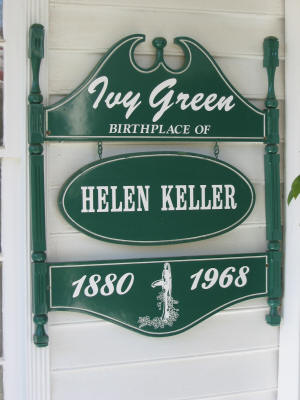 Ivy Green
BIRTHPLACE OF
HELEN KELLER
1880 1968